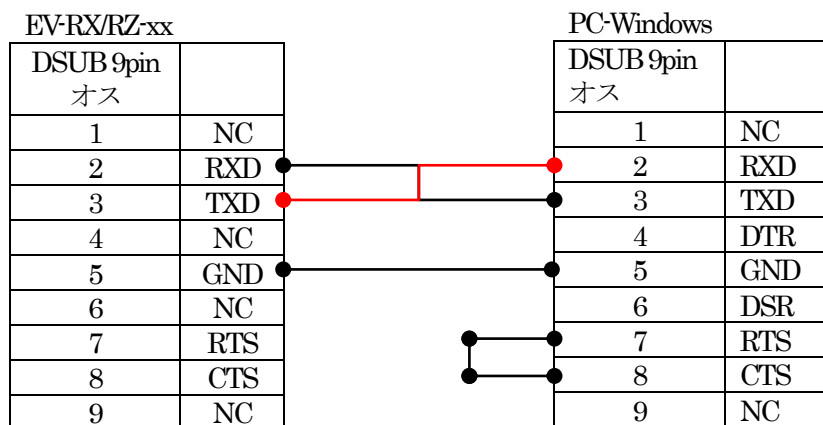 EV-RX/RZ-xx
DSUB 9pin
オス
1 NC
2 RXD
3 TXD
4 NC
5 GND
6 NC
7 RTS
8 CTS
9 NC
PC-Windows
DSUB 9pin
オス
1 NC
2 RXD
3 TXD
4 DTR
5 GND
6 DSR
7 RTS
8 CTS
9 NC